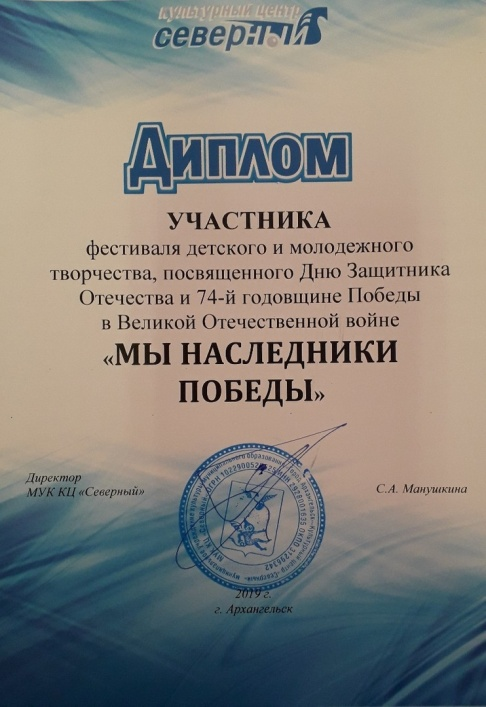 культурный центр
северный
Диплом
УЧАСТНИКА
фестиваля детского и молодежного
творчества, посвященного Дню Защитника
Отечества и 74-й годовщине Победы
в Великой Отечественной войне
«МЫ НАСЛЕДНИКИ
ПОБЕДЫ»
Директор
МУК КЦ «Северный»
С.А. Манушкина
2019 г.
г. Архангельск